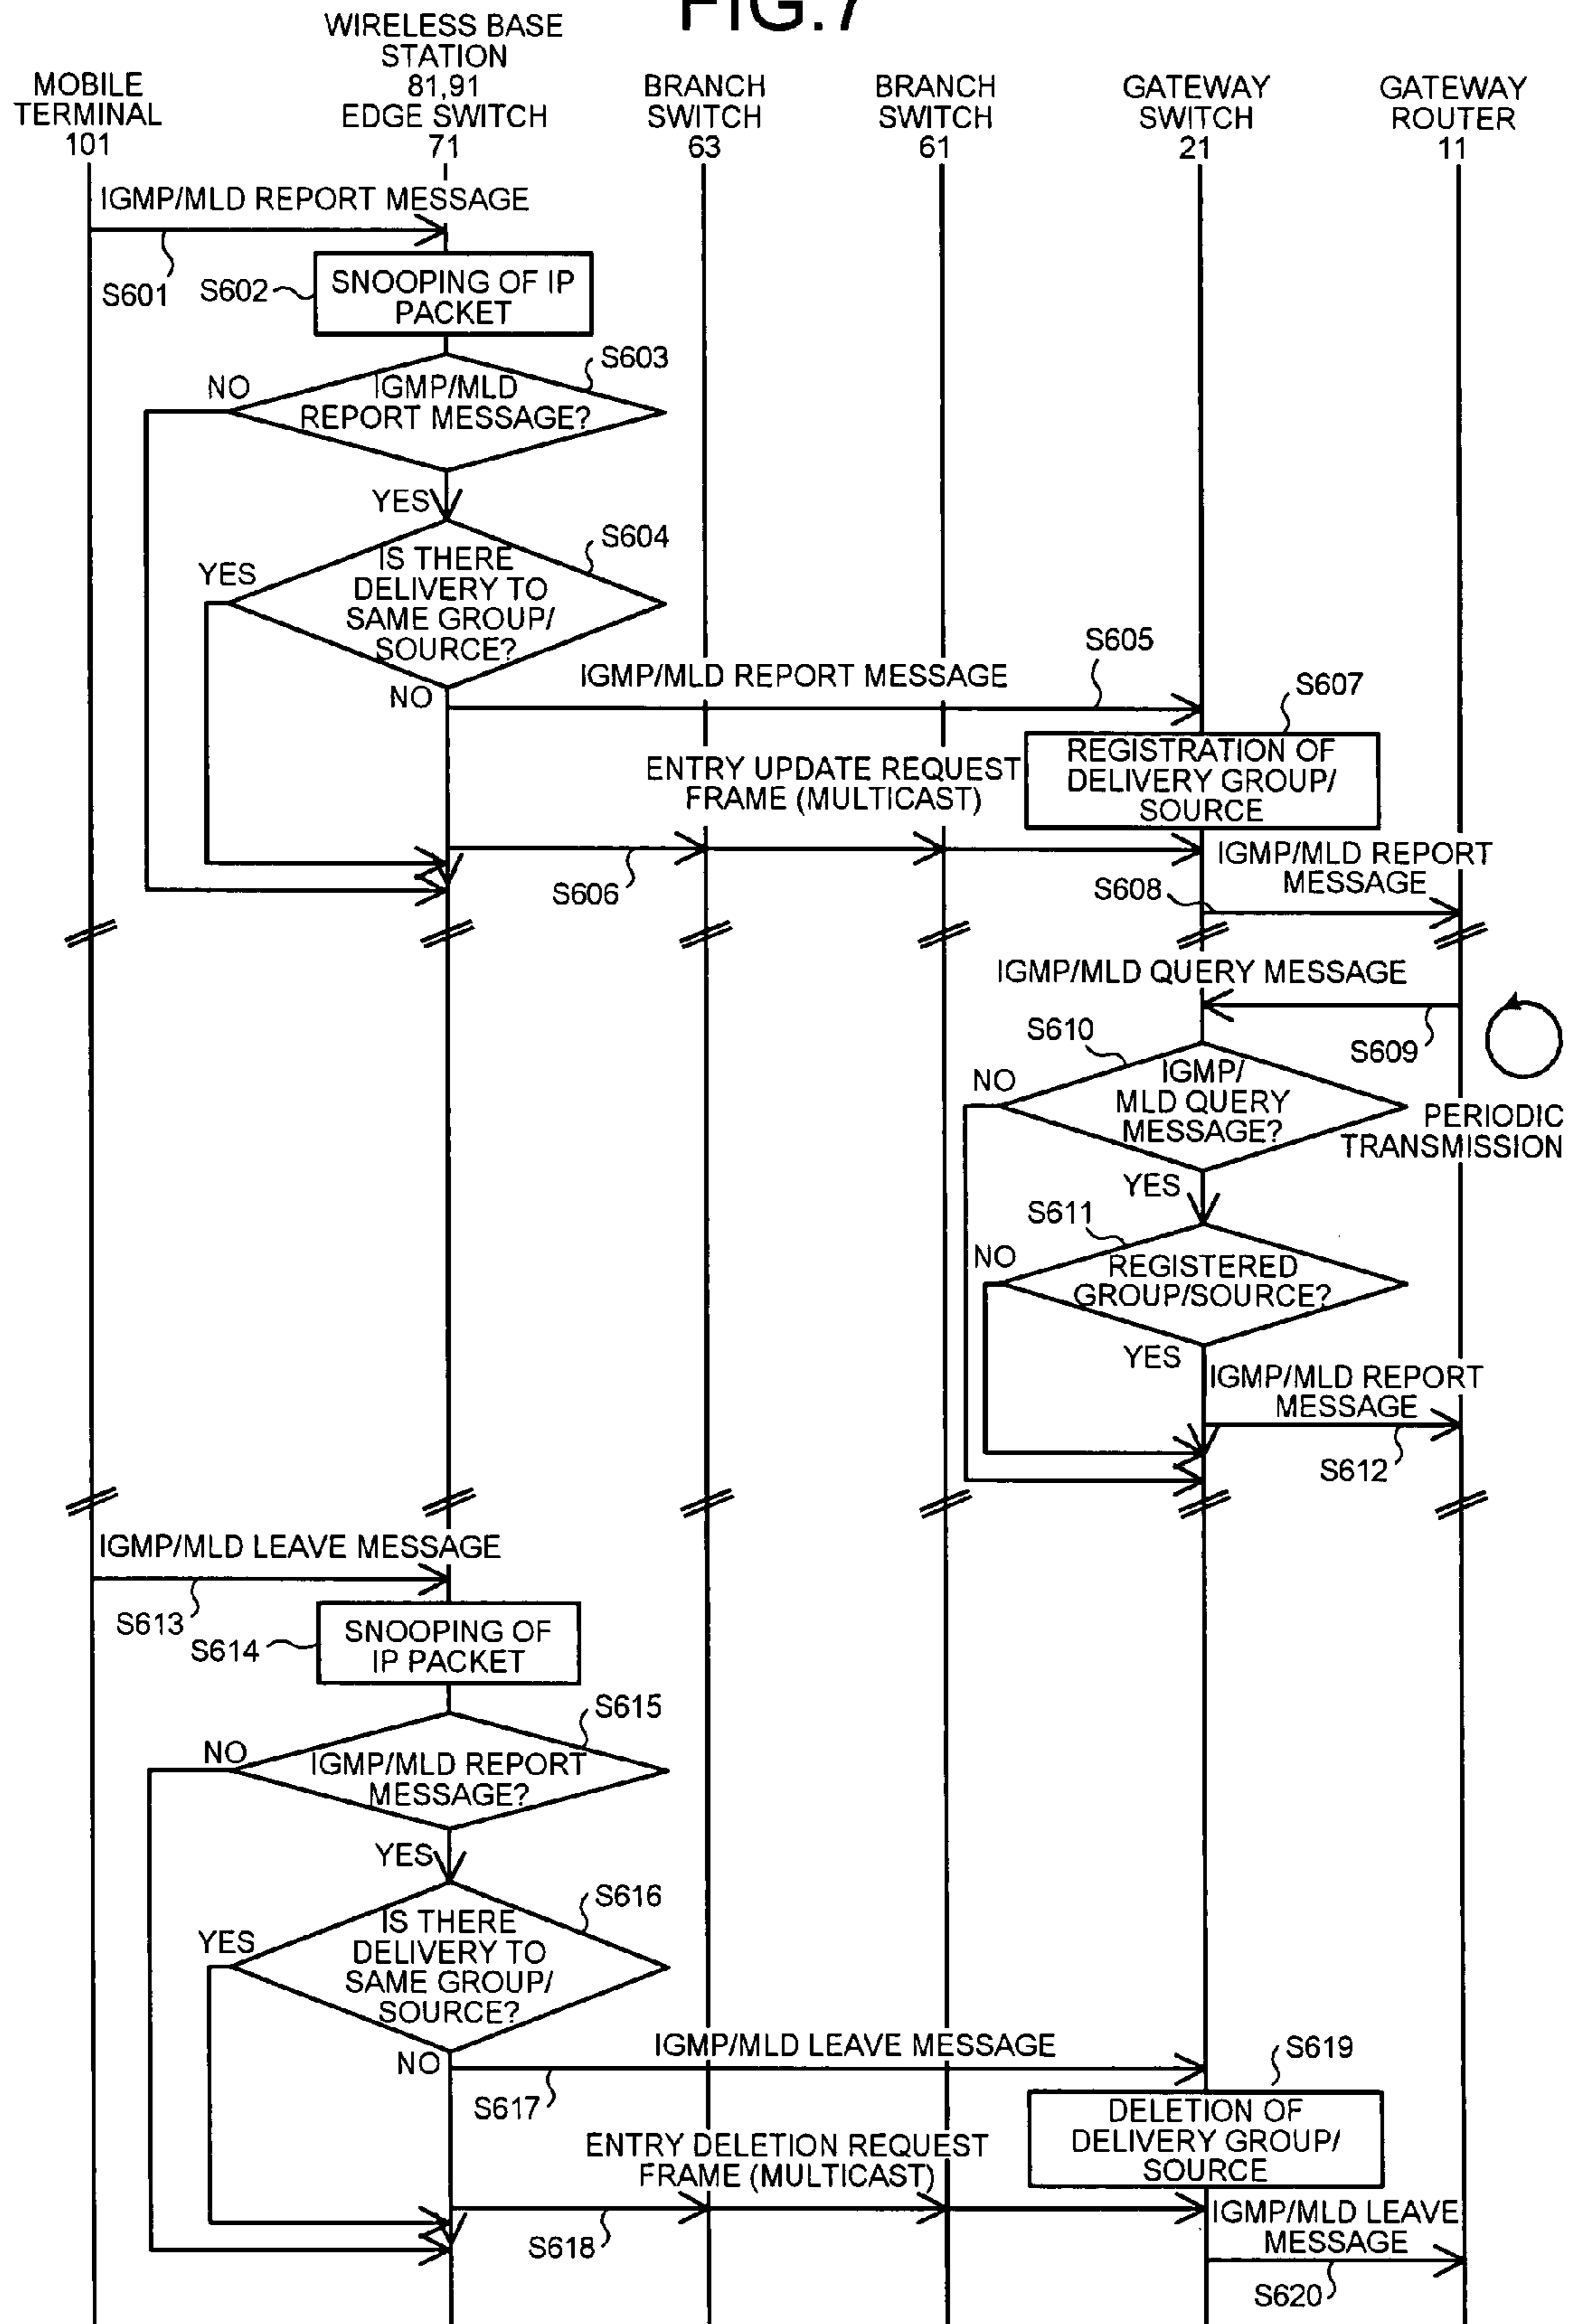 FIG.7
MOBILE
TERMINAL
101
WIRELESS BASE
STATION
81,91
EDGE SWITCH
71
BRANCH
SWITCH
63
BRANCH
SWITCH
61
GATEWAY
SWITCH
21
GATEWAY
ROUTER
11
IGMP/MLD REPORT MESSAGE
S601
S602
SNOOPING OF IP
PACKET
S603
NO
IGMP/MLD
REPORT MESSAGE?
YES
S604
YES
IS THERE
DELIVERY TO
SAME GROUP/
SOURCE?
NO
IGMP/MLD REPORT MESSAGE
S605
S607
REGISTRATION OF
DELIVERY GROUP/
SOURCE
ENTRY UPDATE REQUEST
FRAME (MULTICAST)
S606
IGMP/MLD REPORT
MESSAGE
S608
IGMP/MLD QUERY MESSAGE
S609
PERIODIC
TRANSMISSION
S610
NO
IGMP/
MLD QUERY
MESSAGE?
YES
S611
NO
REGISTERED
GROUP/SOURCE?
YES
IGMP/MLD REPORT
MESSAGE
S612
IGMP/MLD LEAVE MESSAGE
S613
S614
SNOOPING OF
IP PACKET
S615
NO
IGMP/MLD REPORT
MESSAGE?
YES
S616
YES
IS THERE
DELIVERY TO
SAME GROUP/
SOURCE?
NO
IGMP/MLD LEAVE MESSAGE
S617
S619
DELETION OF
DELIVERY GROUP/
SOURCE
ENTRY DELETION REQUEST
FRAME (MULTICAST)
S618
IGMP/MLD LEAVE
MESSAGE
S620